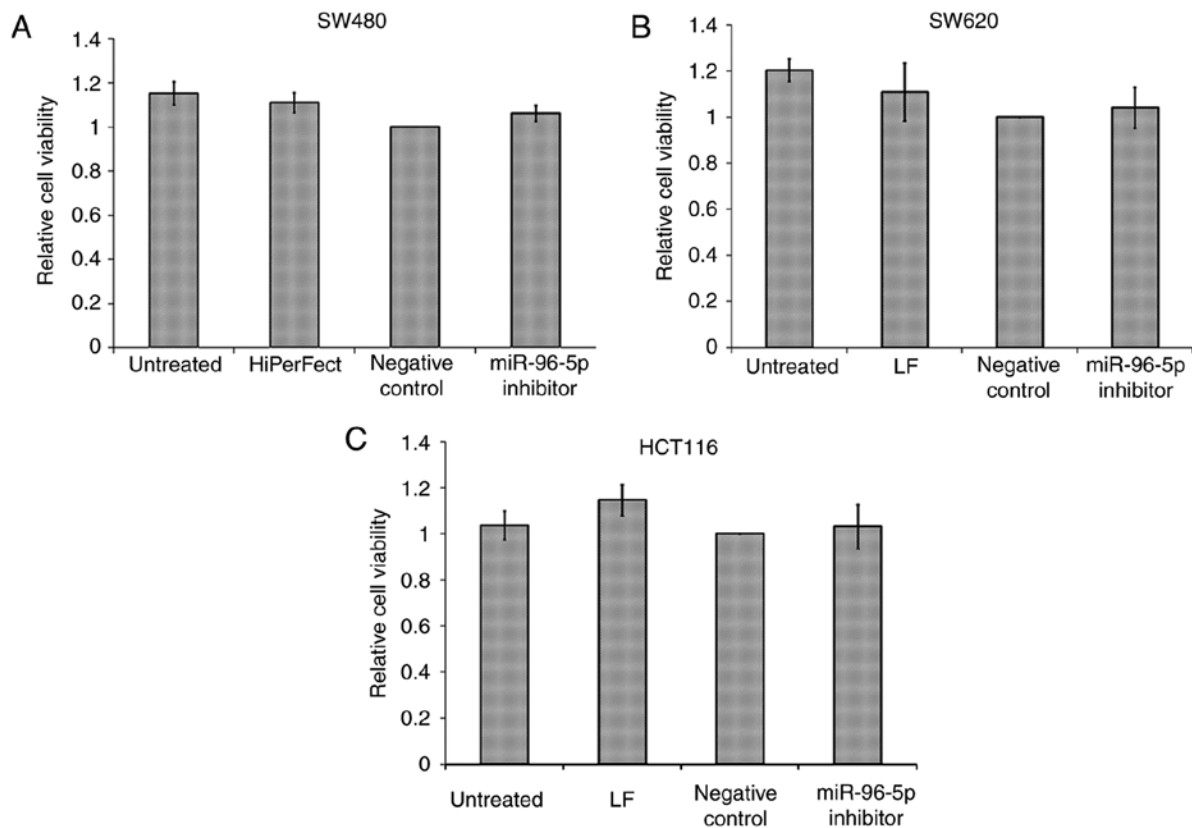 A
SW480
Relative cell viability
1.4
1.2
1
0.8
0.6
0.4
0.2
0
Untreated
HiPerFect
Negative
control
miR-96-5p
inhibitor
B
SW620
Relative cell viability
1.4
1.2
1
0.8
0.6
0.4
0.2
0
Untreated
LF
Negative
control
miR-96-5p
inhibitor
C
HCT116
Relative cell viability
1.4
1.2
1
0.8
0.6
0.4
0.2
0
Untreated
LF
Negative
control
miR-96-5p
inhibitor